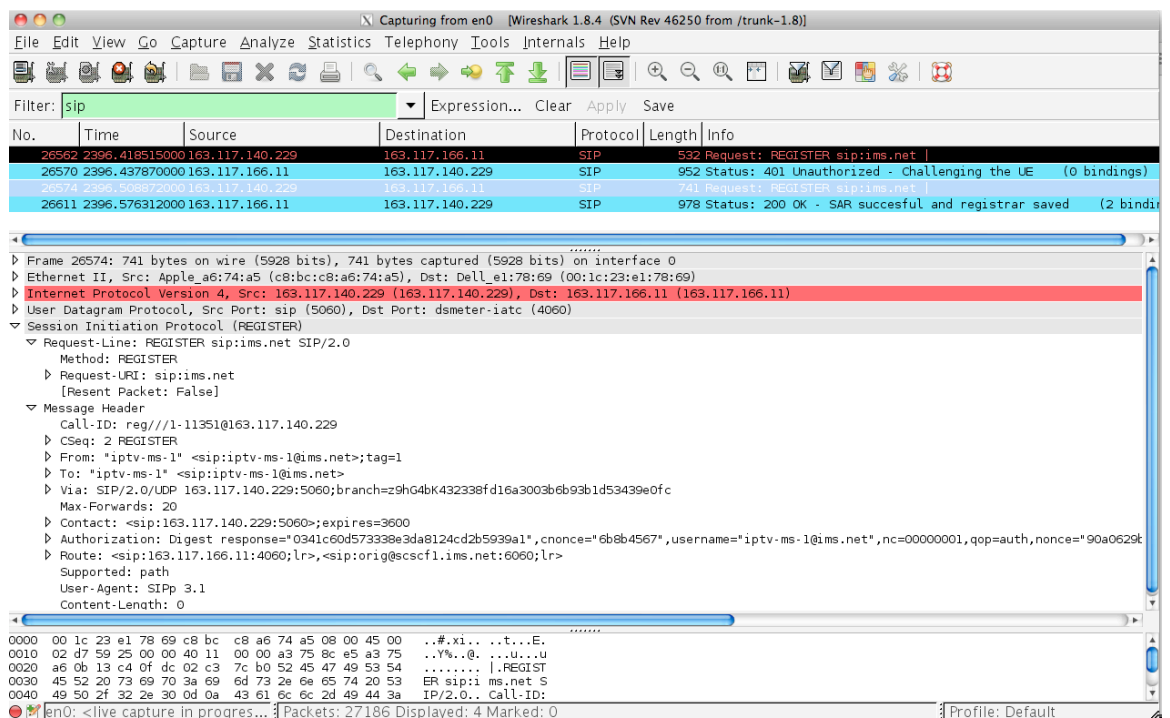 Capturing from en0 [Wireshark 1.8.4 (SVN Rev 46250 from /trunk-1.8)]
File Edit View Go Capture Analyze Statistics Telephony Tools Internals Help
Filter: sip Expression... Clear Apply Save
No. Time Source Destination Protocol Length Info
26562 2396.418515000 163.117.140.229 163.117.166.11 SIP 532 Request: REGISTER sip:ims.net |
26570 2396.437870000 163.117.166.11 163.117.140.229 SIP 952 Status: 401 Unauthorized - Challenging the UE (0 bindings)
26574 2396.508872000 163.117.140.229 163.117.166.11 SIP 741 Request: REGISTER sip:ims.net |
26611 2396.576312000 163.117.166.11 163.117.140.229 SIP 978 Status: 200 OK - SAR succesful and registrar saved (2 bindin
Frame 26574: 741 bytes on wire (5928 bits), 741 bytes captured (5928 bits) on interface 0
Ethernet II, Src: Apple_a6:74:a5 (c8:bc:c8:a6:74:a5), Dst: Dell_e1:78:69 (00:1c:23:e1:78:69)
Internet Protocol Version 4, Src: 163.117.140.229 (163.117.140.229), Dst: 163.117.166.11 (163.117.166.11)
User Datagram Protocol, Src Port: sip (5060), Dst Port: dsmeter-iatc (4060)
Session Initiation Protocol (REGISTER)
Request-Line: REGISTER sip:ims.net SIP/2.0
Method: REGISTER
Request-URI: sip:ims.net
[Resent Packet: False]
Message Header
Call-ID: reg///1-11351@163.117.140.229
CSeq: 2 REGISTER
From: "iptv-ms-1" <sip:iptv-ms-1@ims.net>;tag=1
To: "iptv-ms-1" <sip:iptv-ms-1@ims.net>
Via: SIP/2.0/UDP 163.117.140.229:5060;branch=z9hG4bK432338fd16a3003b6b93b1d53439e0fc
Max-Forwards: 20
Contact: <sip:163.117.140.229:5060>;expires=3600
Authorization: Digest response="0341c60d573338e3da8124cd2b5939a1",cnonce="6b8b4567",username="iptv-ms-1@ims.net",nc=00000001,qop=auth,nonce="90a0629b
Route: <sip:163.117.166.11:4060;lr>,<sip:orig@scscf1.ims.net:6060;lr>
Supported: path
User-Agent: SIPp 3.1
Content-Length: 0
0000 00 1c 23 e1 78 69 c8 bc c8 a6 74 a5 08 00 45 00 ..#.xi.. ..t...E.
0010 02 d7 59 25 00 00 40 11 00 00 a3 75 8c e5 a3 75 ..Y%..@. ...u...u
0020 a6 0b 13 c4 0f dc 02 c3 7c b0 52 45 47 49 53 54 ........ |.REGIST
0030 45 52 20 73 69 70 3a 69 6d 73 2e 6e 65 74 20 53 ER sip:i ms.net S
0040 49 50 2f 32 2e 30 0d 0a 43 61 6c 6c 2d 49 44 3a IP/2.0.. Call-ID:
en0: <live capture in progres... Packets: 27186 Displayed: 4 Marked: 0 Profile: Default